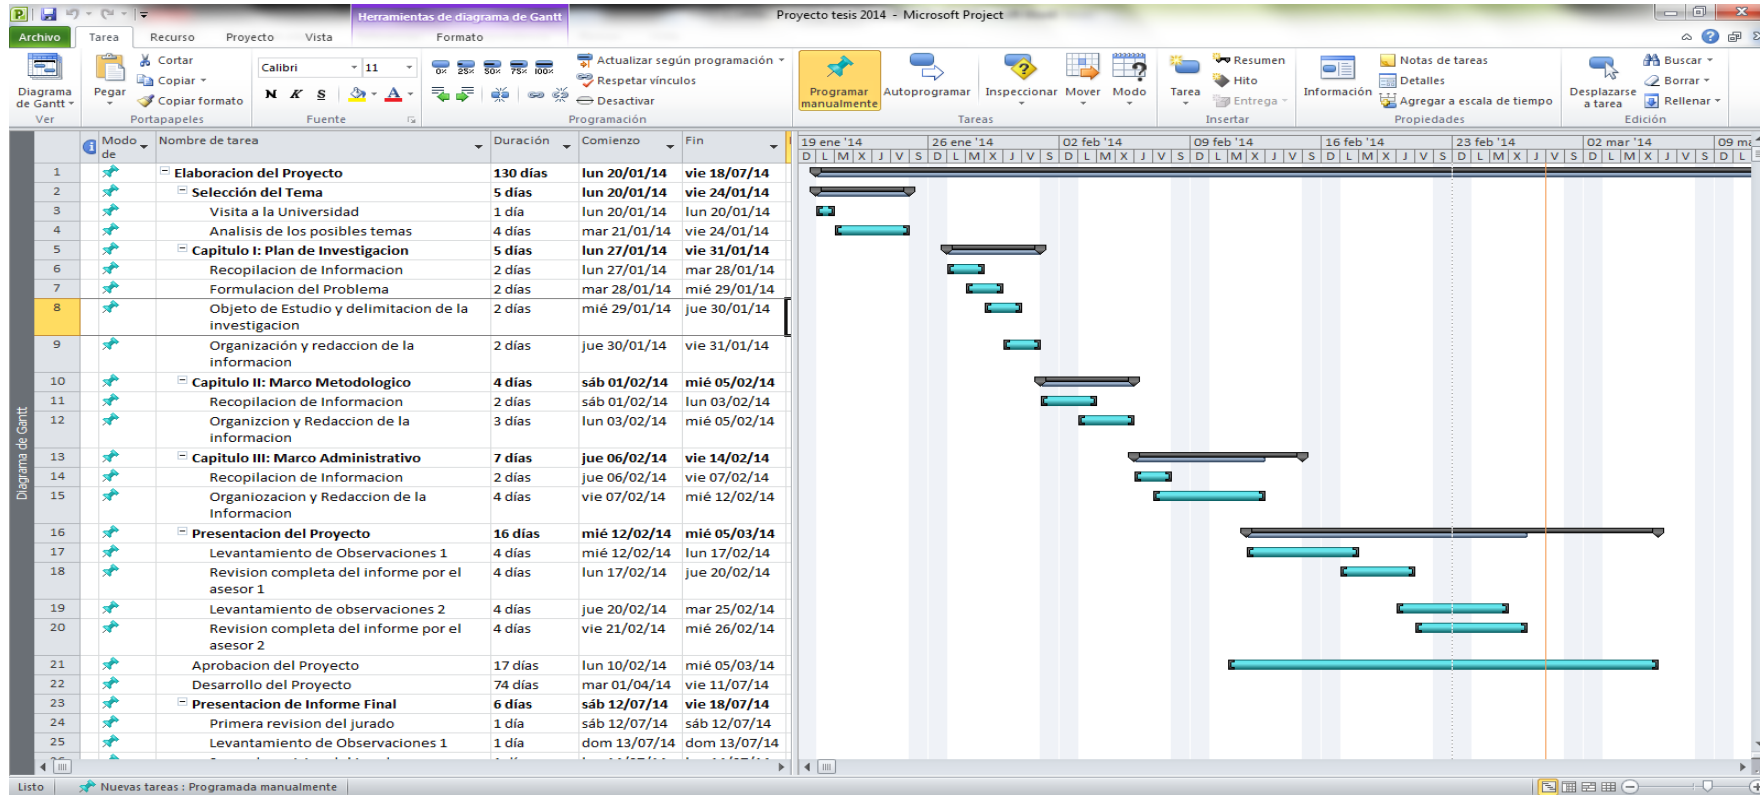 Herramientas de diagrama de Gantt
Proyecto tesis 2014 - Microsoft Project
Archivo Tarea Recurso Proyecto Vista Formato
Diagrama de Gantt
Ver
Pegar
Cortar
Copiar
Copiar formato
Portapapeles
Calibri 11
N K S A
Fuente
0% 25% 50% 75% 100%
Actualizar según programación
Respetar vínculos
Desactivar
Programación
Programar manualmente
Autoprogramar
Inspeccionar
Mover
Modo
Tareas
Tarea
Resumen
Hito
Entrega
Insertar
Información
Notas de tareas
Detalles
Agregar a escala de tiempo
Propiedades
Desplazarse a tarea
Buscar
Borrar
Rellenar
Edición
Modo de Nombre de tarea Duración Comienzo Fin
19 ene '14 26 ene '14 02 feb '14 09 feb '14 16 feb '14 23 feb '14 02 mar '14
D L M X J V S D L M X J V S D L M X J V S D L M X J V S D L M X J V S D L M X J V S D L M X J V S D L
1 Elaboracion del Proyecto 130 días lun 20/01/14 vie 18/07/14
2 Selección del Tema 5 días lun 20/01/14 vie 24/01/14
3 Visita a la Universidad 1 día lun 20/01/14 lun 20/01/14
4 Analisis de los posibles temas 4 días mar 21/01/14 vie 24/01/14
5 Capitulo I: Plan de Investigacion 5 días lun 27/01/14 vie 31/01/14
6 Recopilacion de Informacion 2 días lun 27/01/14 mar 28/01/14
7 Formulacion del Problema 2 días mar 28/01/14 mié 29/01/14
8 Objeto de Estudio y delimitacion de la 2 días mié 29/01/14 jue 30/01/14
investigacion
9 Organización y redaccion de la 2 días jue 30/01/14 vie 31/01/14
informacion
10 Capitulo II: Marco Metodologico 4 días sáb 01/02/14 mié 05/02/14
11 Recopilacion de Informacion 2 días sáb 01/02/14 lun 03/02/14
12 Organizcion y Redaccion de la 3 días lun 03/02/14 mié 05/02/14
informacion
13 Capitulo III: Marco Administrativo 7 días jue 06/02/14 vie 14/02/14
14 Recopilacion de Informacion 2 días jue 06/02/14 vie 07/02/14
15 Organiozacion y Redaccion de la 4 días vie 07/02/14 mié 12/02/14
Informacion
16 Presentacion del Proyecto 16 días mié 12/02/14 mié 05/03/14
17 Levantamiento de Observaciones 1 4 días mié 12/02/14 lun 17/02/14
18 Revision completa del informe por el 4 días lun 17/02/14 jue 20/02/14
asesor 1
19 Levantamiento de observaciones 2 4 días jue 20/02/14 mar 25/02/14
20 Revision completa del informe por el 4 días vie 21/02/14 mié 26/02/14
asesor 2
21 Aprobacion del Proyecto 17 días lun 10/02/14 mié 05/03/14
22 Desarrollo del Proyecto 74 días mar 01/04/14 vie 11/07/14
23 Presentacion de Informe Final 6 días sáb 12/07/14 vie 18/07/14
24 Primera revision del jurado 1 día sáb 12/07/14 sáb 12/07/14
25 Levantamiento de Observaciones 1 1 día dom 13/07/14 dom 13/07/14
Diagrama de Gantt
Listo Nuevas tareas : Programada manualmente